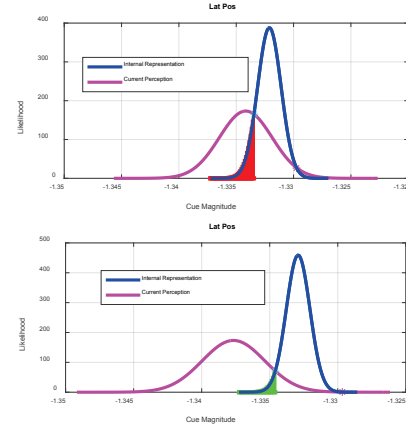 Lat Pos
400
300
200
100
0
Likelihood
Internal Representation
Current Perception
-1.35 -1.345 -1.34 -1.335 -1.33 -1.325 -1.32
Cue Magnitude
Lat Pos
500
400
300
200
100
0
Likelihood
Internal Representation
Current Perception
-1.35 -1.345 -1.34 -1.335 -1.33 -1.325
Cue Magnitude